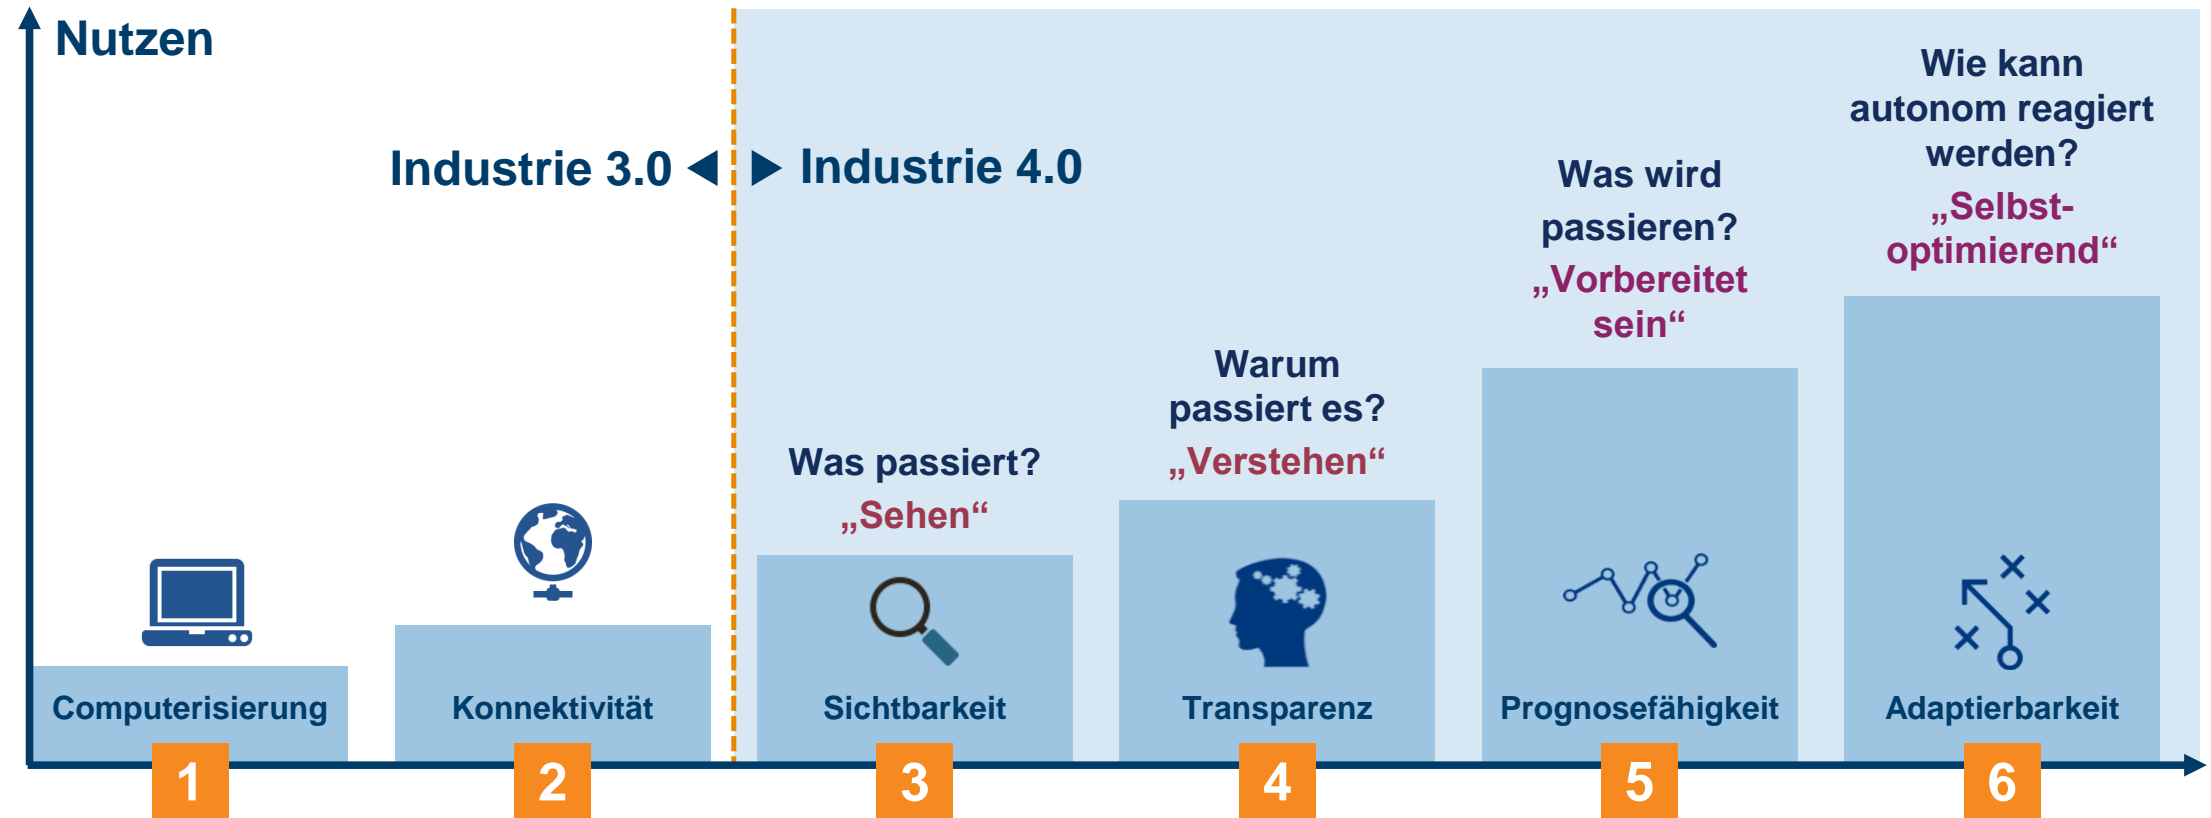 Nutzen
Industrie 3.0
Industrie 4.0
Computerisierung
1
Konnektivität
2
Was passiert?
„Sehen“
Sichtbarkeit
3
Warum
passiert es?
„Verstehen“
Transparenz
4
Was wird
passieren?
„Vorbereitet
sein“
Prognosefähigkeit
5
Wie kann
autonom reagiert
werden?
„Selbst-
optimierend“
Adaptierbarkeit
6